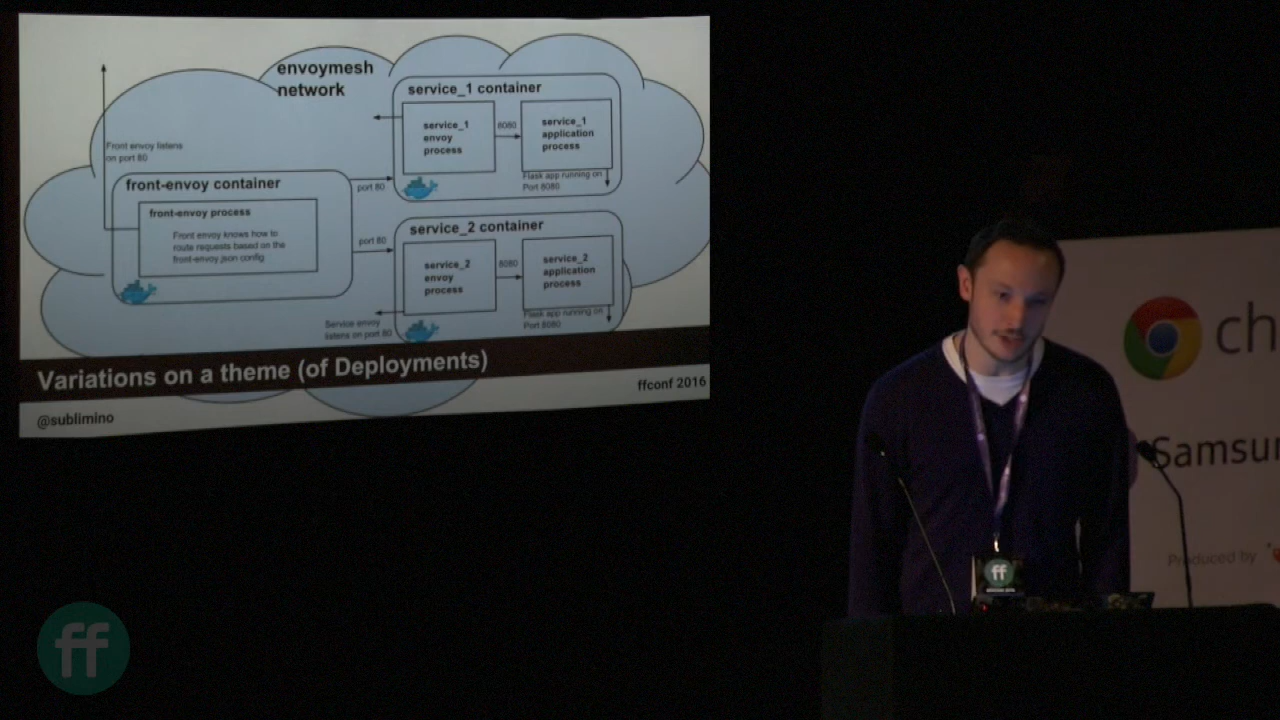 envoymesh
network
Front envoy listens
on port 80
front-envoy container
front-envoy process
Front envoy knows how to
route requests based on the
front-envoy json config
port 80
port 80
service_1 container
service_1
envoy
process
8080
service_1
application
process
Flask app running on
Port 8080
service_2 container
service_2
envoy
process
8080
service_2
application
process
Service envoy
listens on port 80
Flask app running on
Port 8080
Variations on a theme (of Deployments)
@sublimino
ffconf 2016
ch
Samsu
Produced by
ff
ff